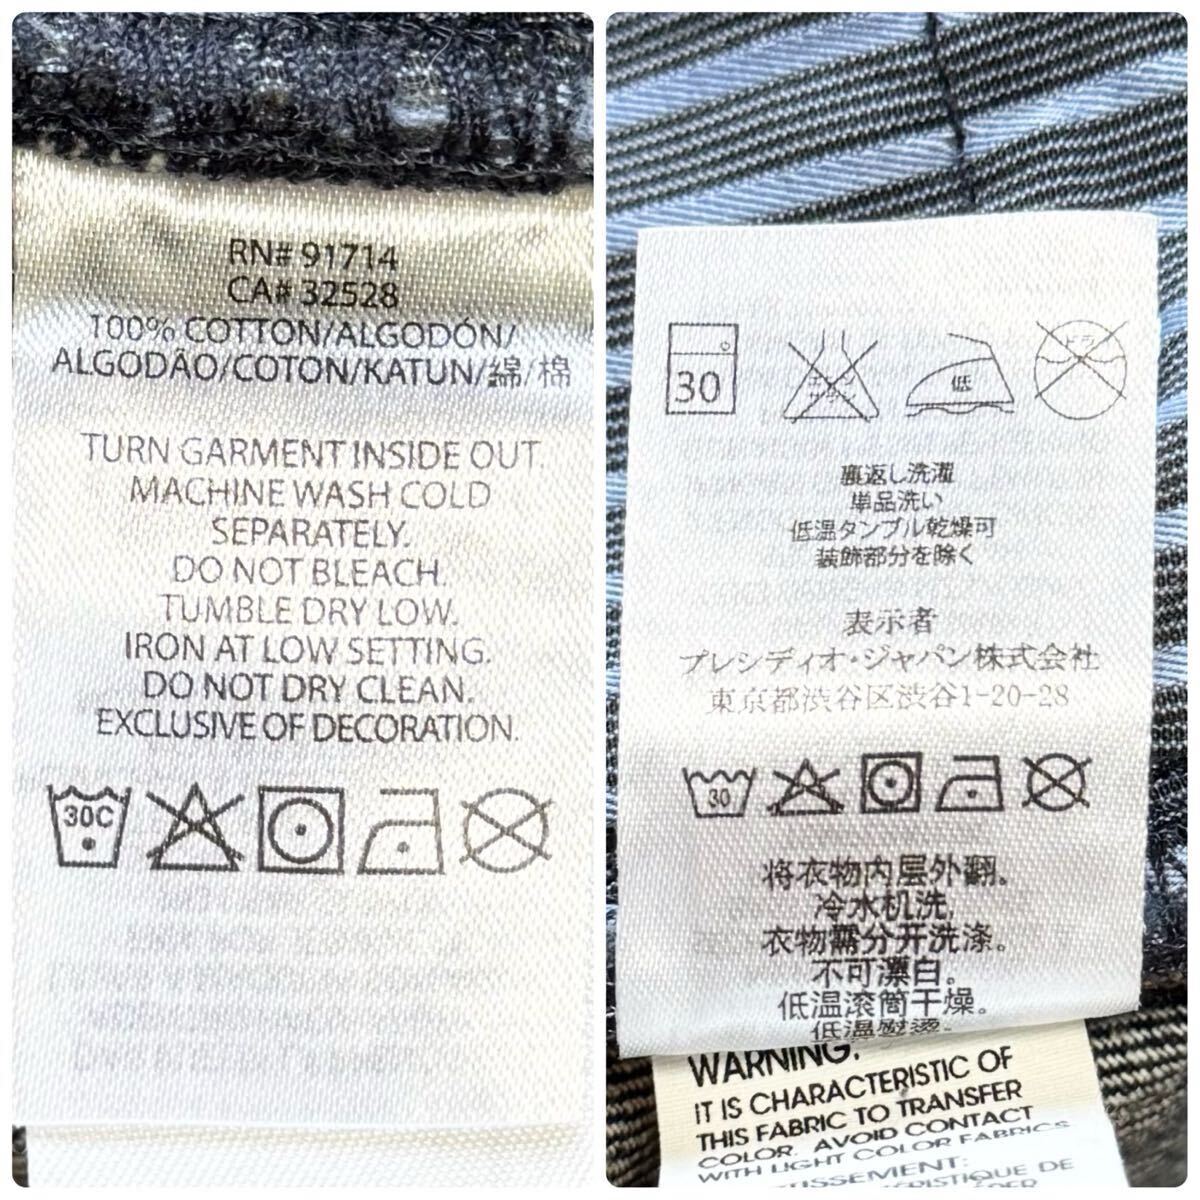 RN# 91714
CA# 32528
100% COTTON/ALGODÓN/
ALGODÃO/COTON/KATUN/綿/棉
TURN GARMENT INSIDE OUT.
MACHINE WASH COLD
SEPARATELY.
DO NOT BLEACH.
TUMBLE DRY LOW.
IRON AT LOW SETTING.
DO NOT DRY CLEAN.
EXCLUSIVE OF DECORATION.
30C
30
低
ドライ
裏返し洗濯
単品洗い
低温タンブル乾燥可
装飾部分を除く
表示者
プレシディオ・ジャパン株式会社
東京都渋谷区渋谷1-20-28
30
将衣物内层外翻。
冷水机洗,
衣物需分开洗涤。
不可漂白。
低温滚筒干燥。
低温熨烫。
WARNING:
IT IS CHARACTERISTIC OF
THIS FABRIC TO TRANSFER
COLOR. AVOID CONTACT
WITH LIGHT COLOR FABRICS